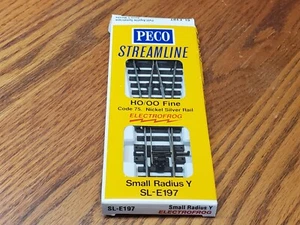 PECO
STREAMLINE
HO/OO Fine
Code 75. Nickel Silver Rail
ELECTROFROG
Small Radius Y
SL-E197
SL-E197
Small Radius Y
ELECTROFROG